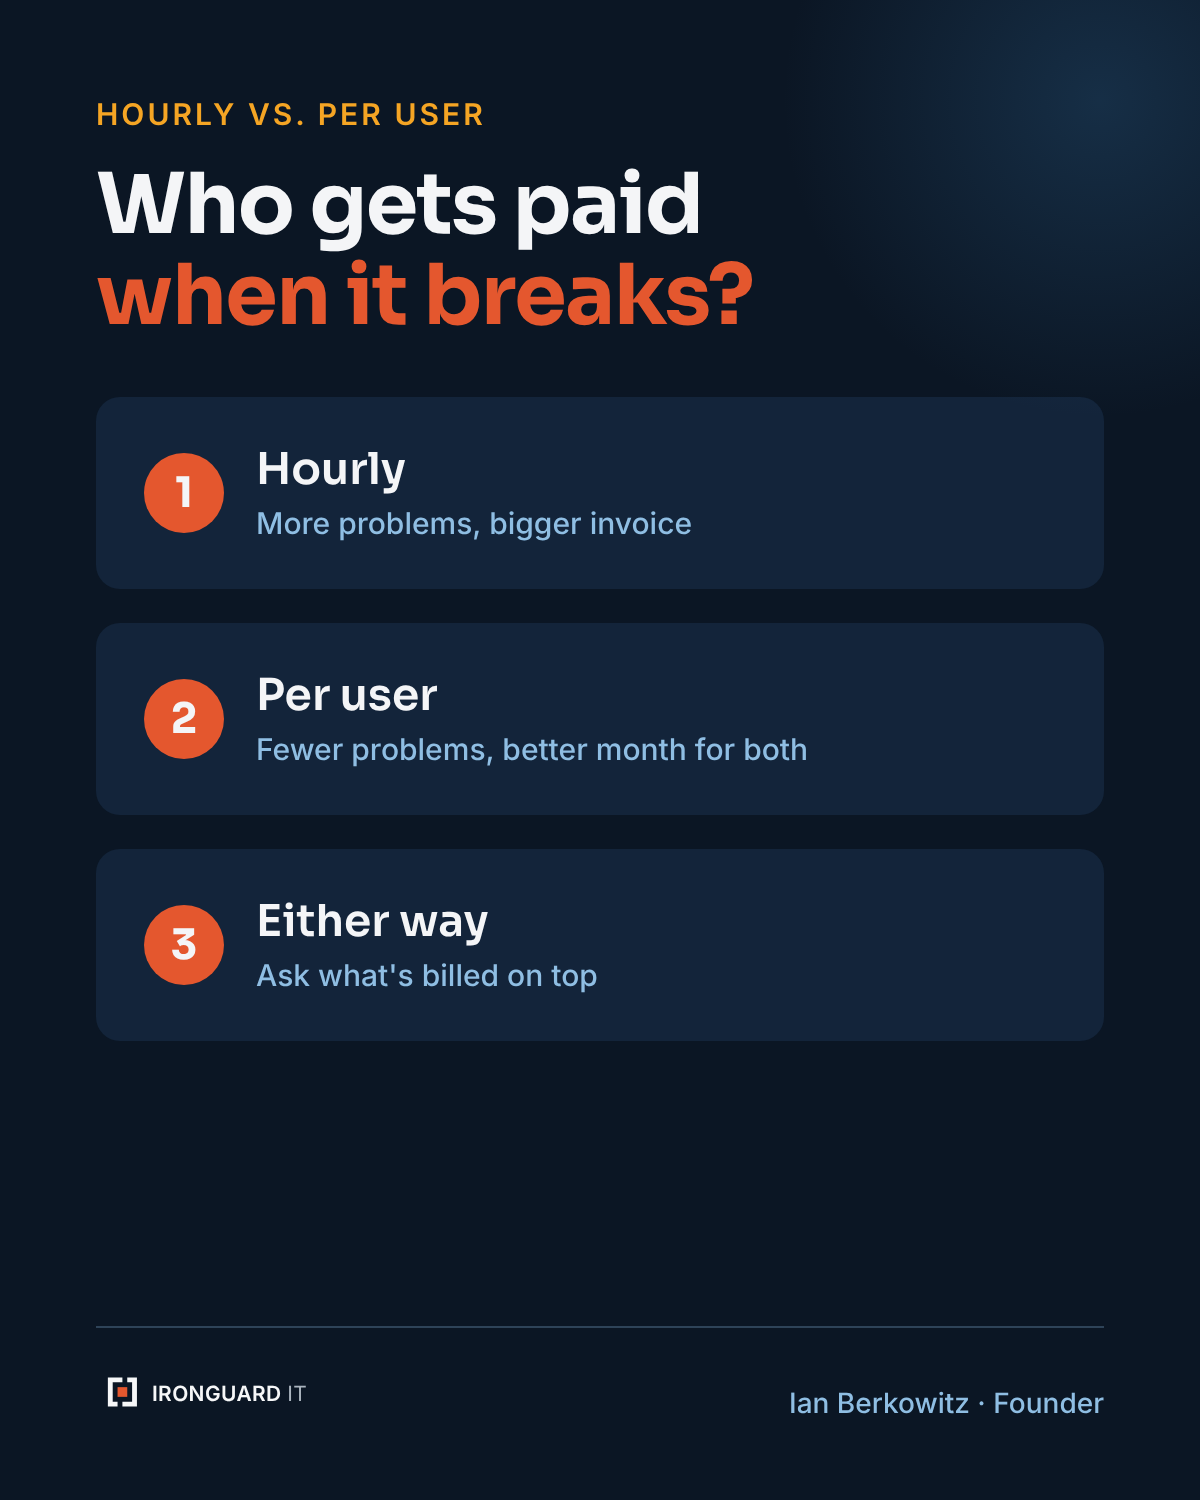 HOURLY VS. PER USER
Who gets paid
when it breaks?
1
Hourly
More problems, bigger invoice
2
Per user
Fewer problems, better month for both
3
Either way
Ask what's billed on top
IRONGUARD IT
Ian Berkowitz · Founder